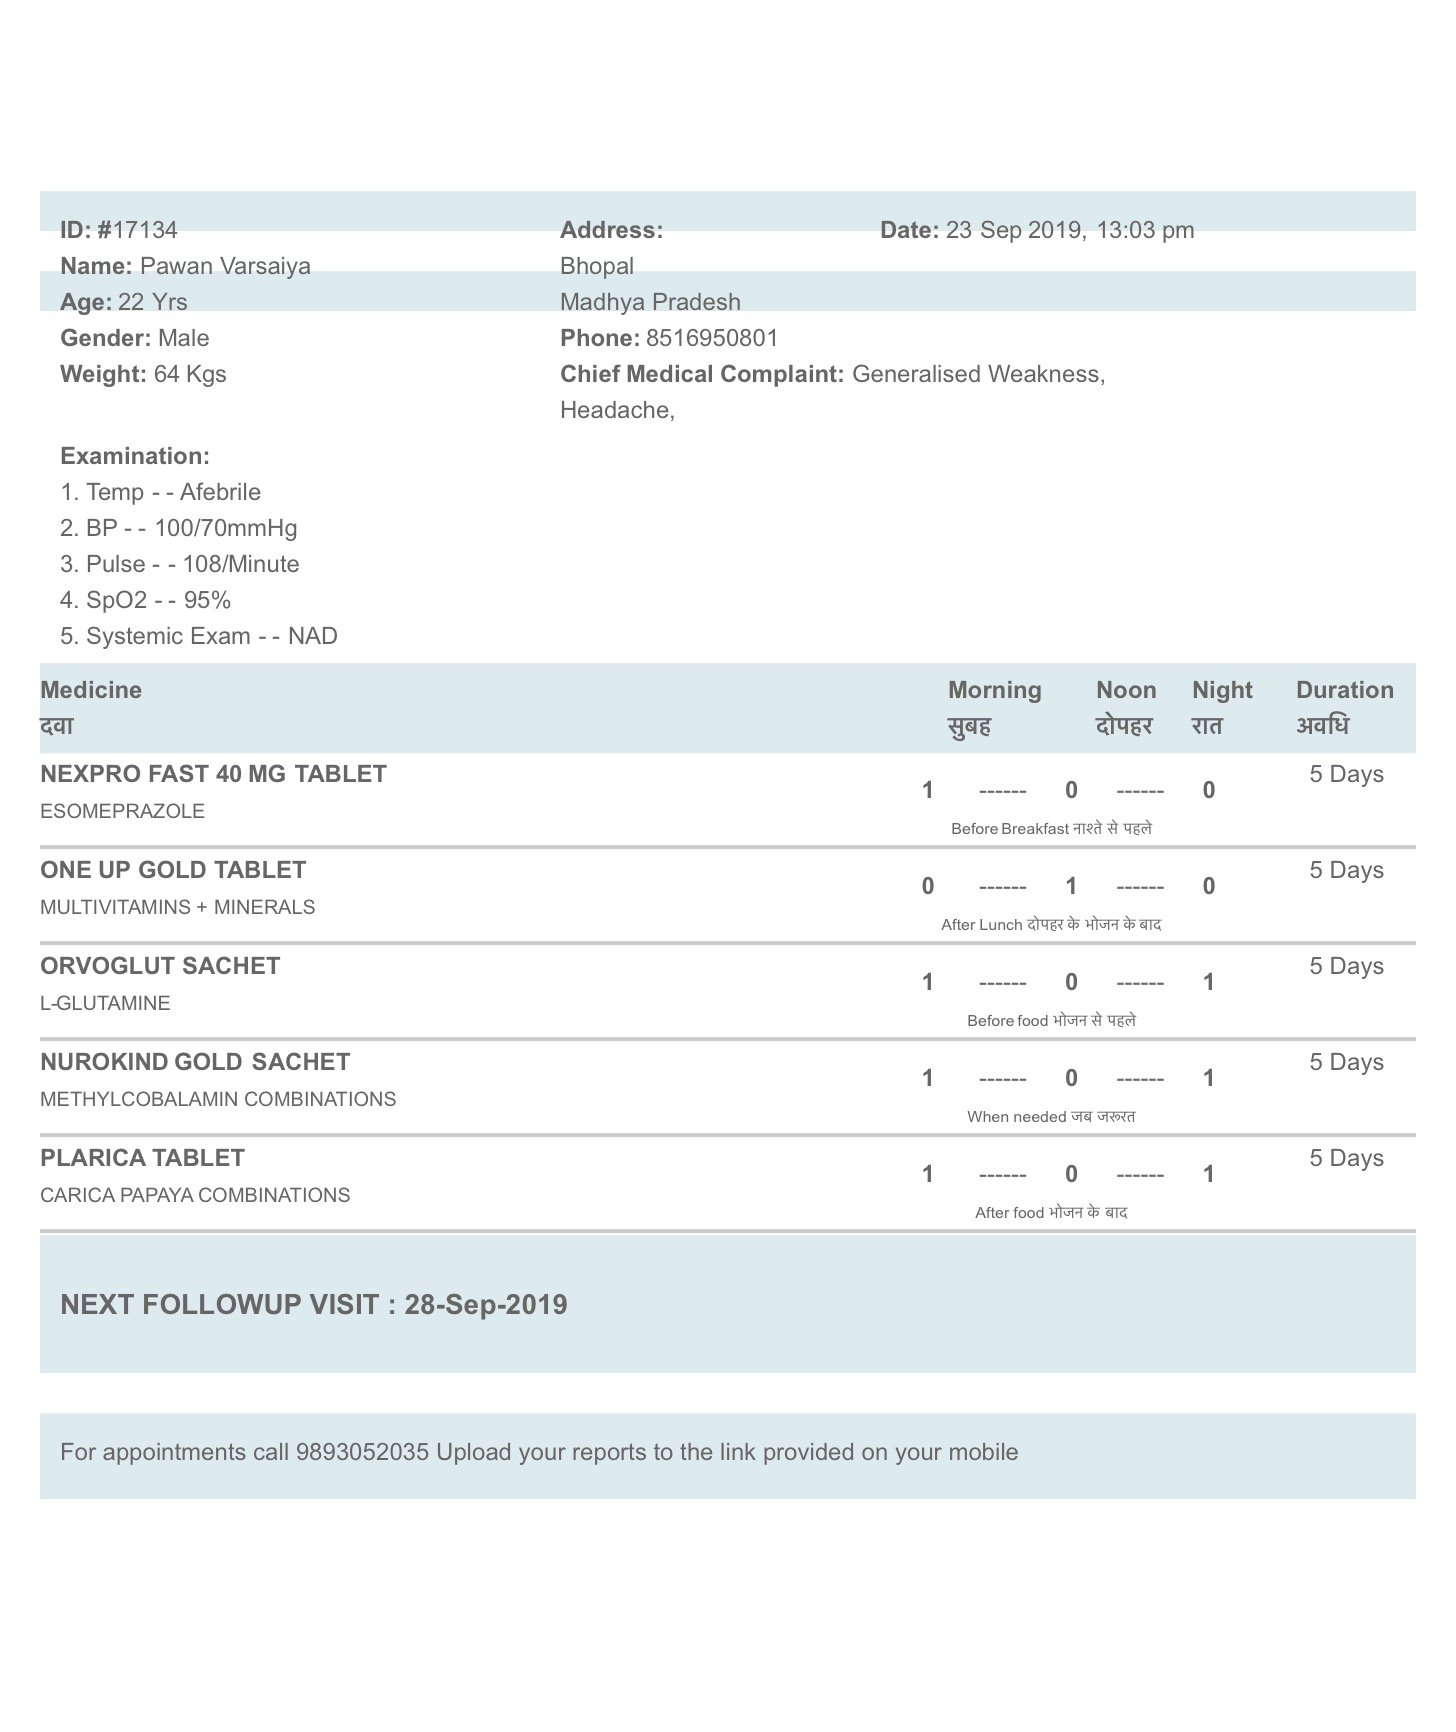 ID: #17134
Name: Pawan Varsaiya
Age: 22 Yrs
Gender: Male
Weight: 64 Kgs
Address:
Bhopal
Madhya Pradesh
Phone: 8516950801
Chief Medical Complaint: Generalised Weakness,
Headache,
Date: 23 Sep 2019, 13:03 pm
Examination:
1. Temp - - Afebrile
2. BP - - 100/70mmHg
3. Pulse - - 108/Minute
4. SpO2 - - 95%
5. Systemic Exam - - NAD
Medicine Morning Noon Night Duration
दवा सुबह दोपहर रात अवधि
NEXPRO FAST 40 MG TABLET 5 Days
1 ------ 0 ------ 0
ESOMEPRAZOLE
Before Breakfast नाश्ते से पहले
ONE UP GOLD TABLET 5 Days
0 ------ 1 ------ 0
MULTIVITAMINS + MINERALS
After Lunch दोपहर के भोजन के बाद
ORVOGLUT SACHET 5 Days
1 ------ 0 ------ 1
L-GLUTAMINE
Before food भोजन से पहले
NUROKIND GOLD SACHET 5 Days
1 ------ 0 ------ 1
METHYLCOBALAMIN COMBINATIONS
When needed जब जरूरत
PLARICA TABLET 5 Days
1 ------ 0 ------ 1
CARICA PAPAYA COMBINATIONS
After food भोजन के बाद
NEXT FOLLOWUP VISIT : 28-Sep-2019
For appointments call 9893052035 Upload your reports to the link provided on your mobile